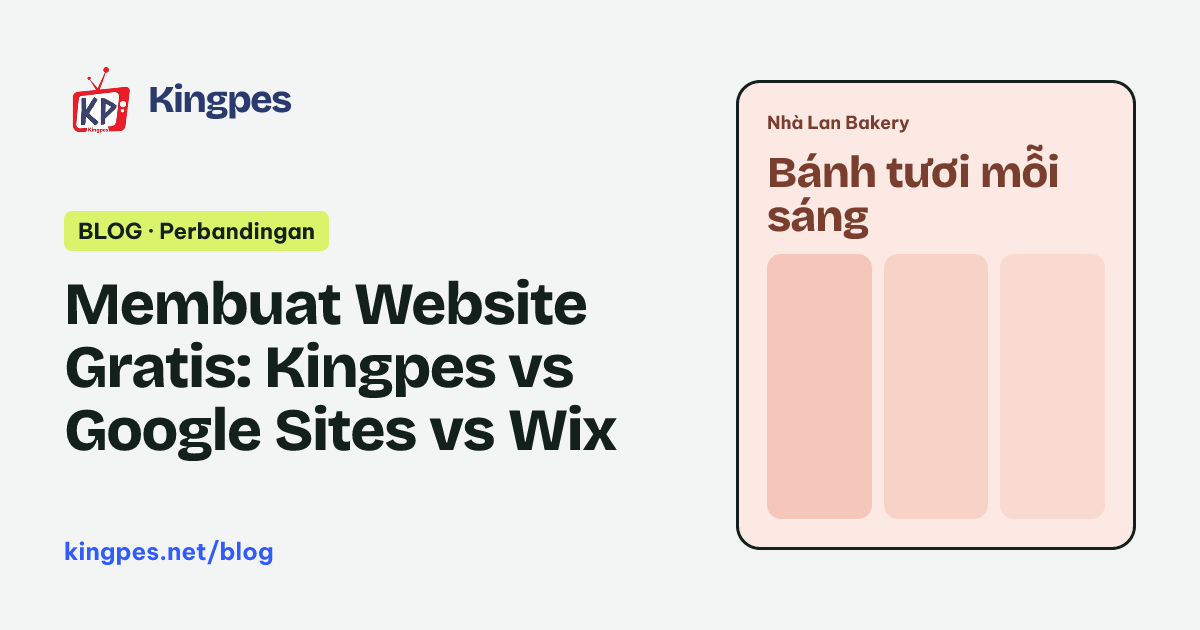 KP
Kingpes
Kingpes
BLOG · Perbandingan
Membuat Website
Gratis: Kingpes vs
Google Sites vs Wix
kingpes.net/blog
Nhà Lan Bakery
Bánh tươi mỗi
sáng